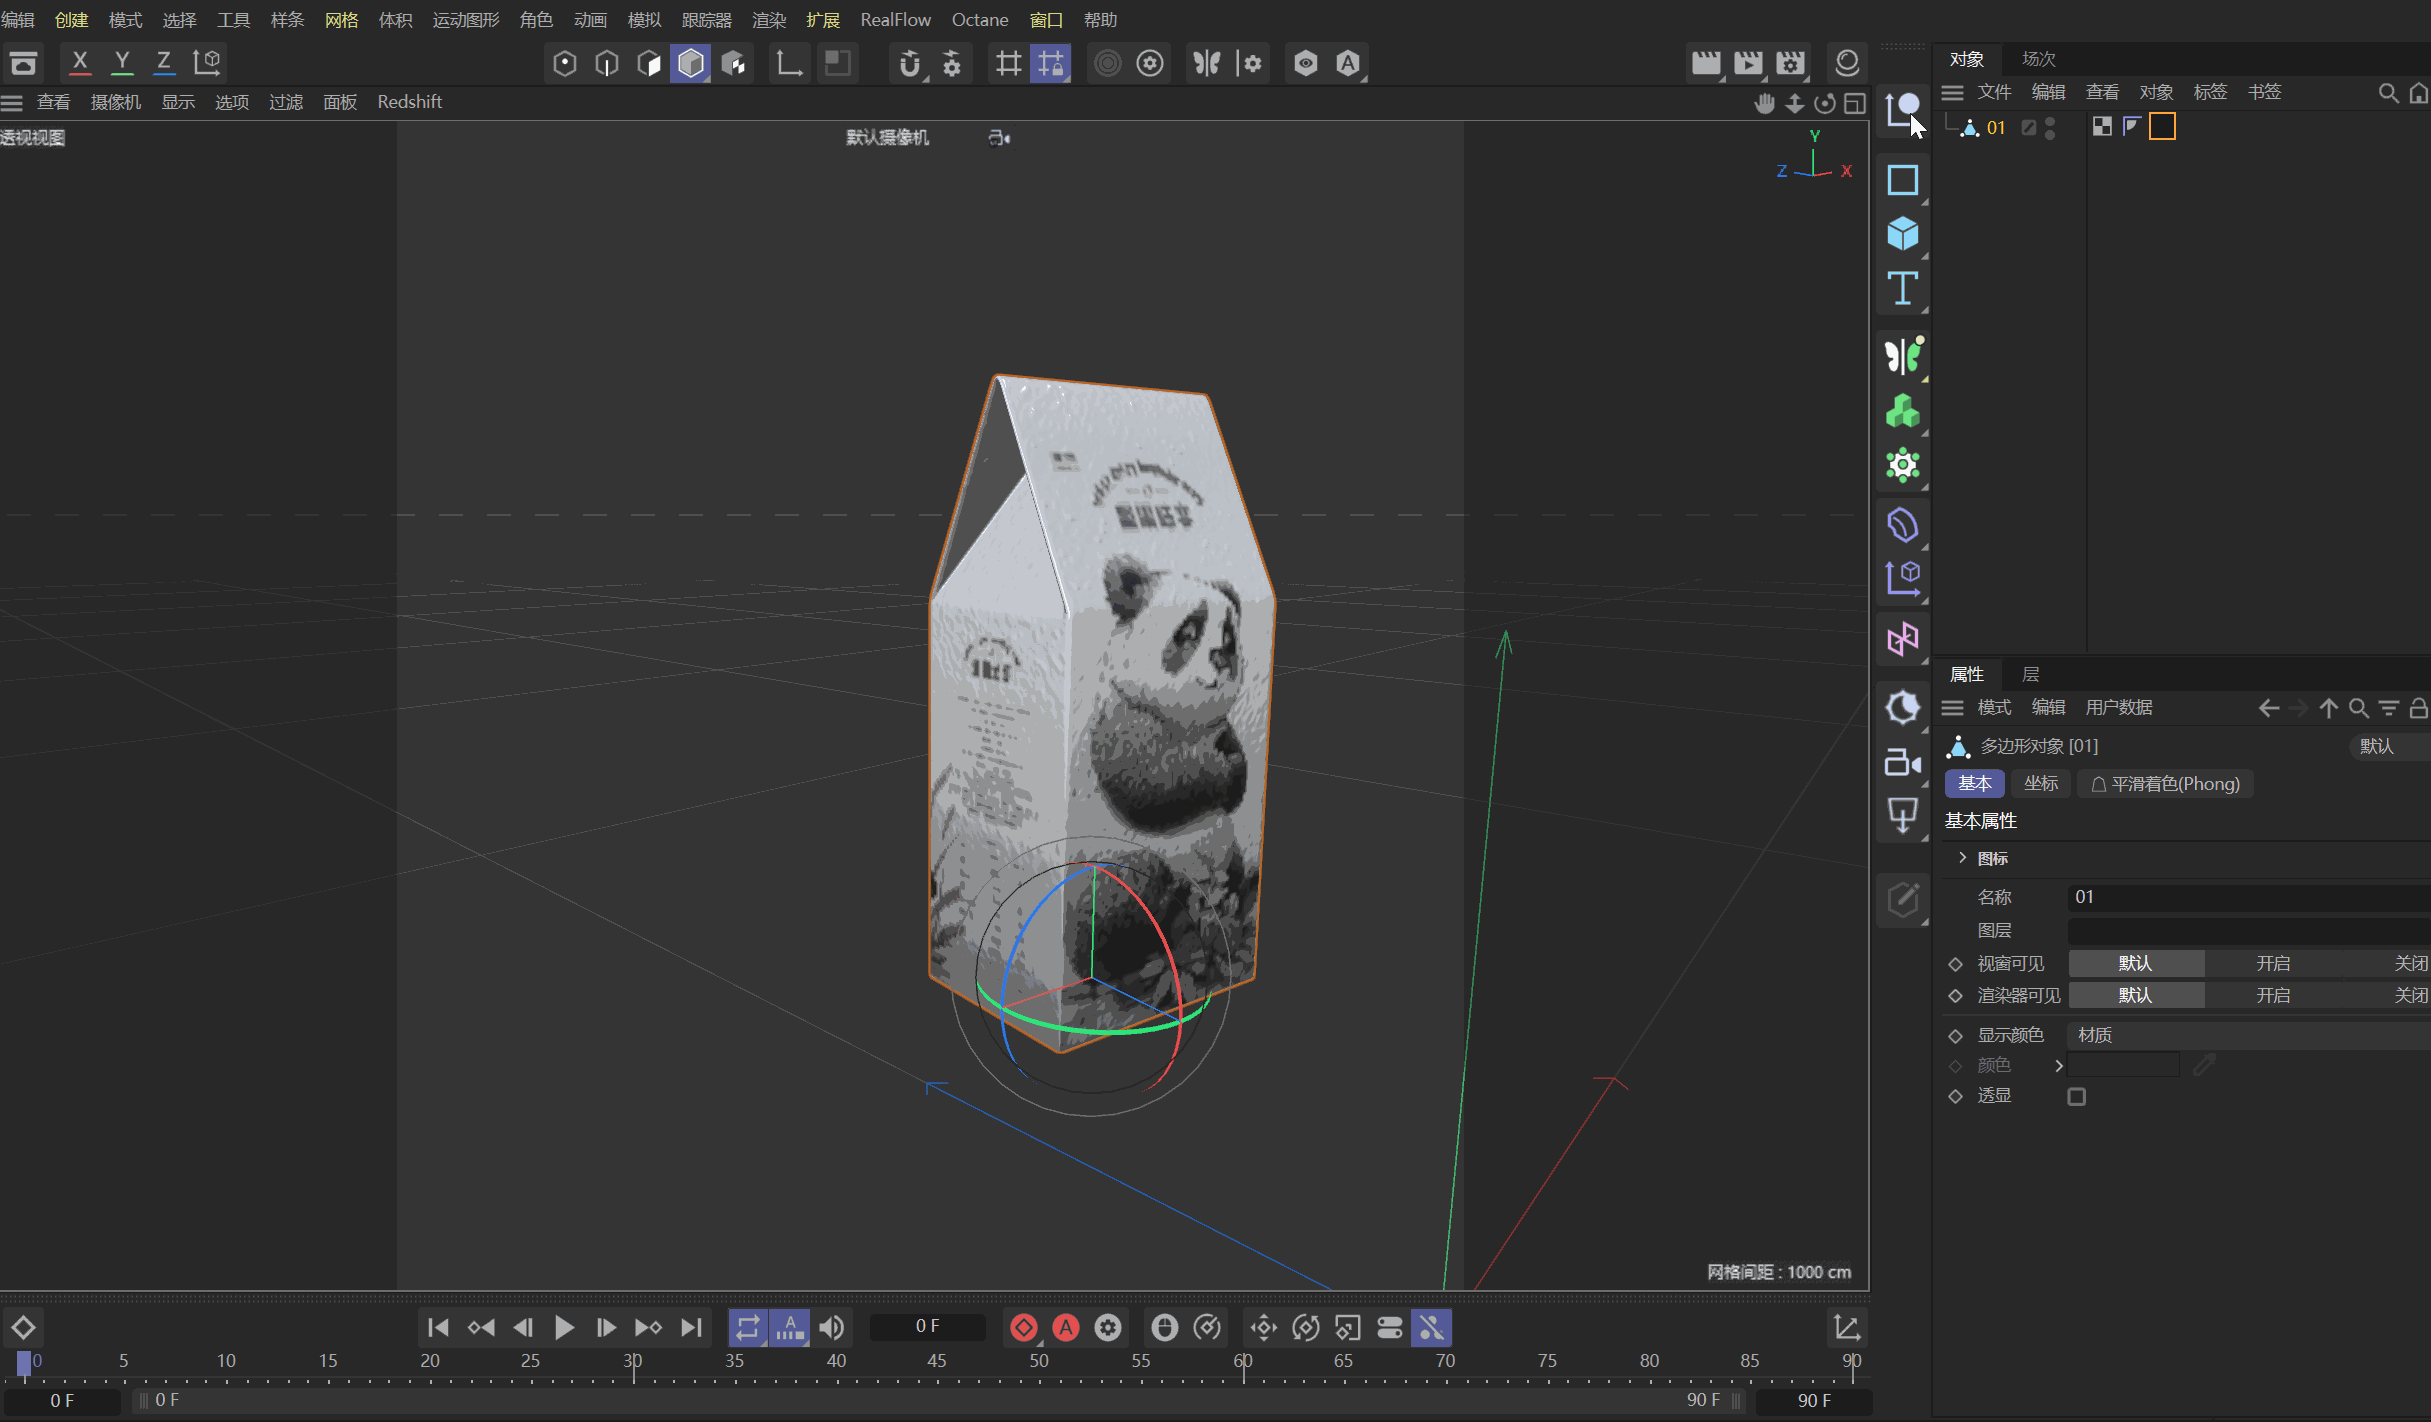 编辑 创建 模式 选择 工具 样条 网格 体积 运动图形 角色 动画 模拟 跟踪器 渲染 扩展 RealFlow Octane 窗口 帮助
X Y Z
查看 摄像机 显示 选项 过滤 面板 Redshift
透视视图
默认摄像机
Y
Z X
网格间距 : 1000 cm
对象 场次
文件 编辑 查看 对象 标签 书签
01
属性 层
模式 编辑 用户数据
多边形对象 [01]
默认
基本 坐标 平滑着色(Phong)
基本属性
图标
名称 01
图层
视窗可见 默认 开启 关闭
渲染器可见 默认 开启 关闭
显示颜色 材质
颜色
透显
0 F
0 5 10 15 20 25 30 35 40 45 50 55 60 65 70 75 80 85 90
0 F 0 F 90 F 90 F